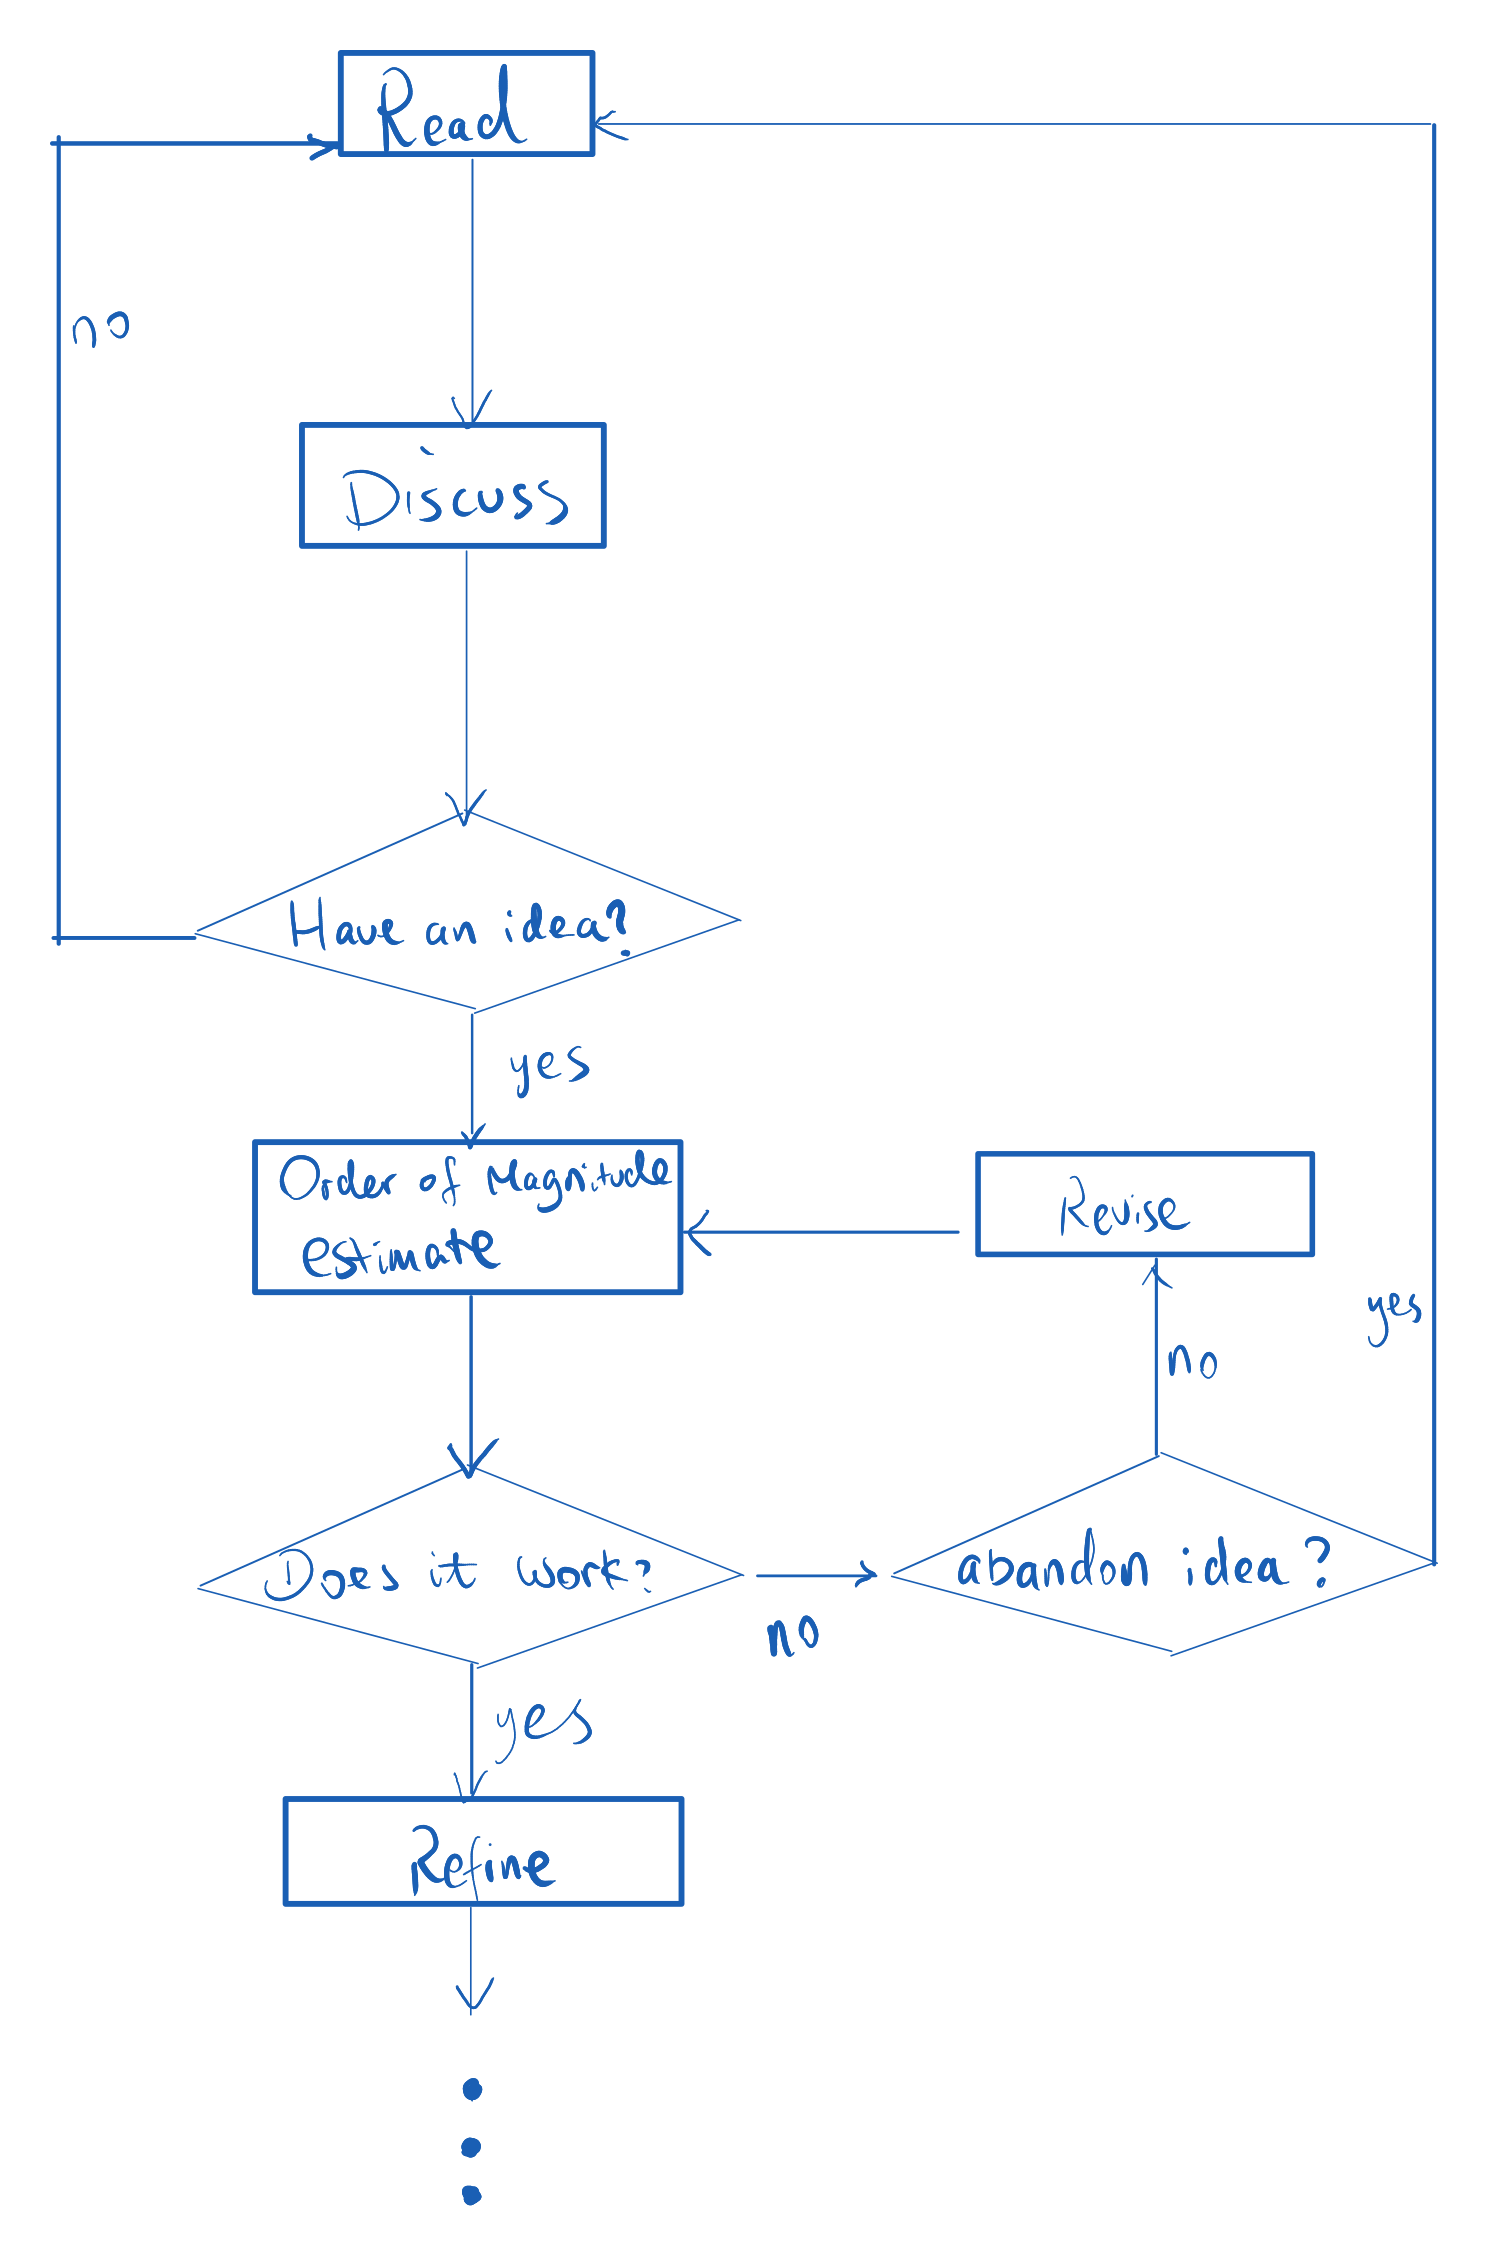 Read
no
Discuss
Have an idea?
yes
Order of Magnitude
estimate
Revise
yes
no
Does it work?
abandon idea?
no
yes
Refine